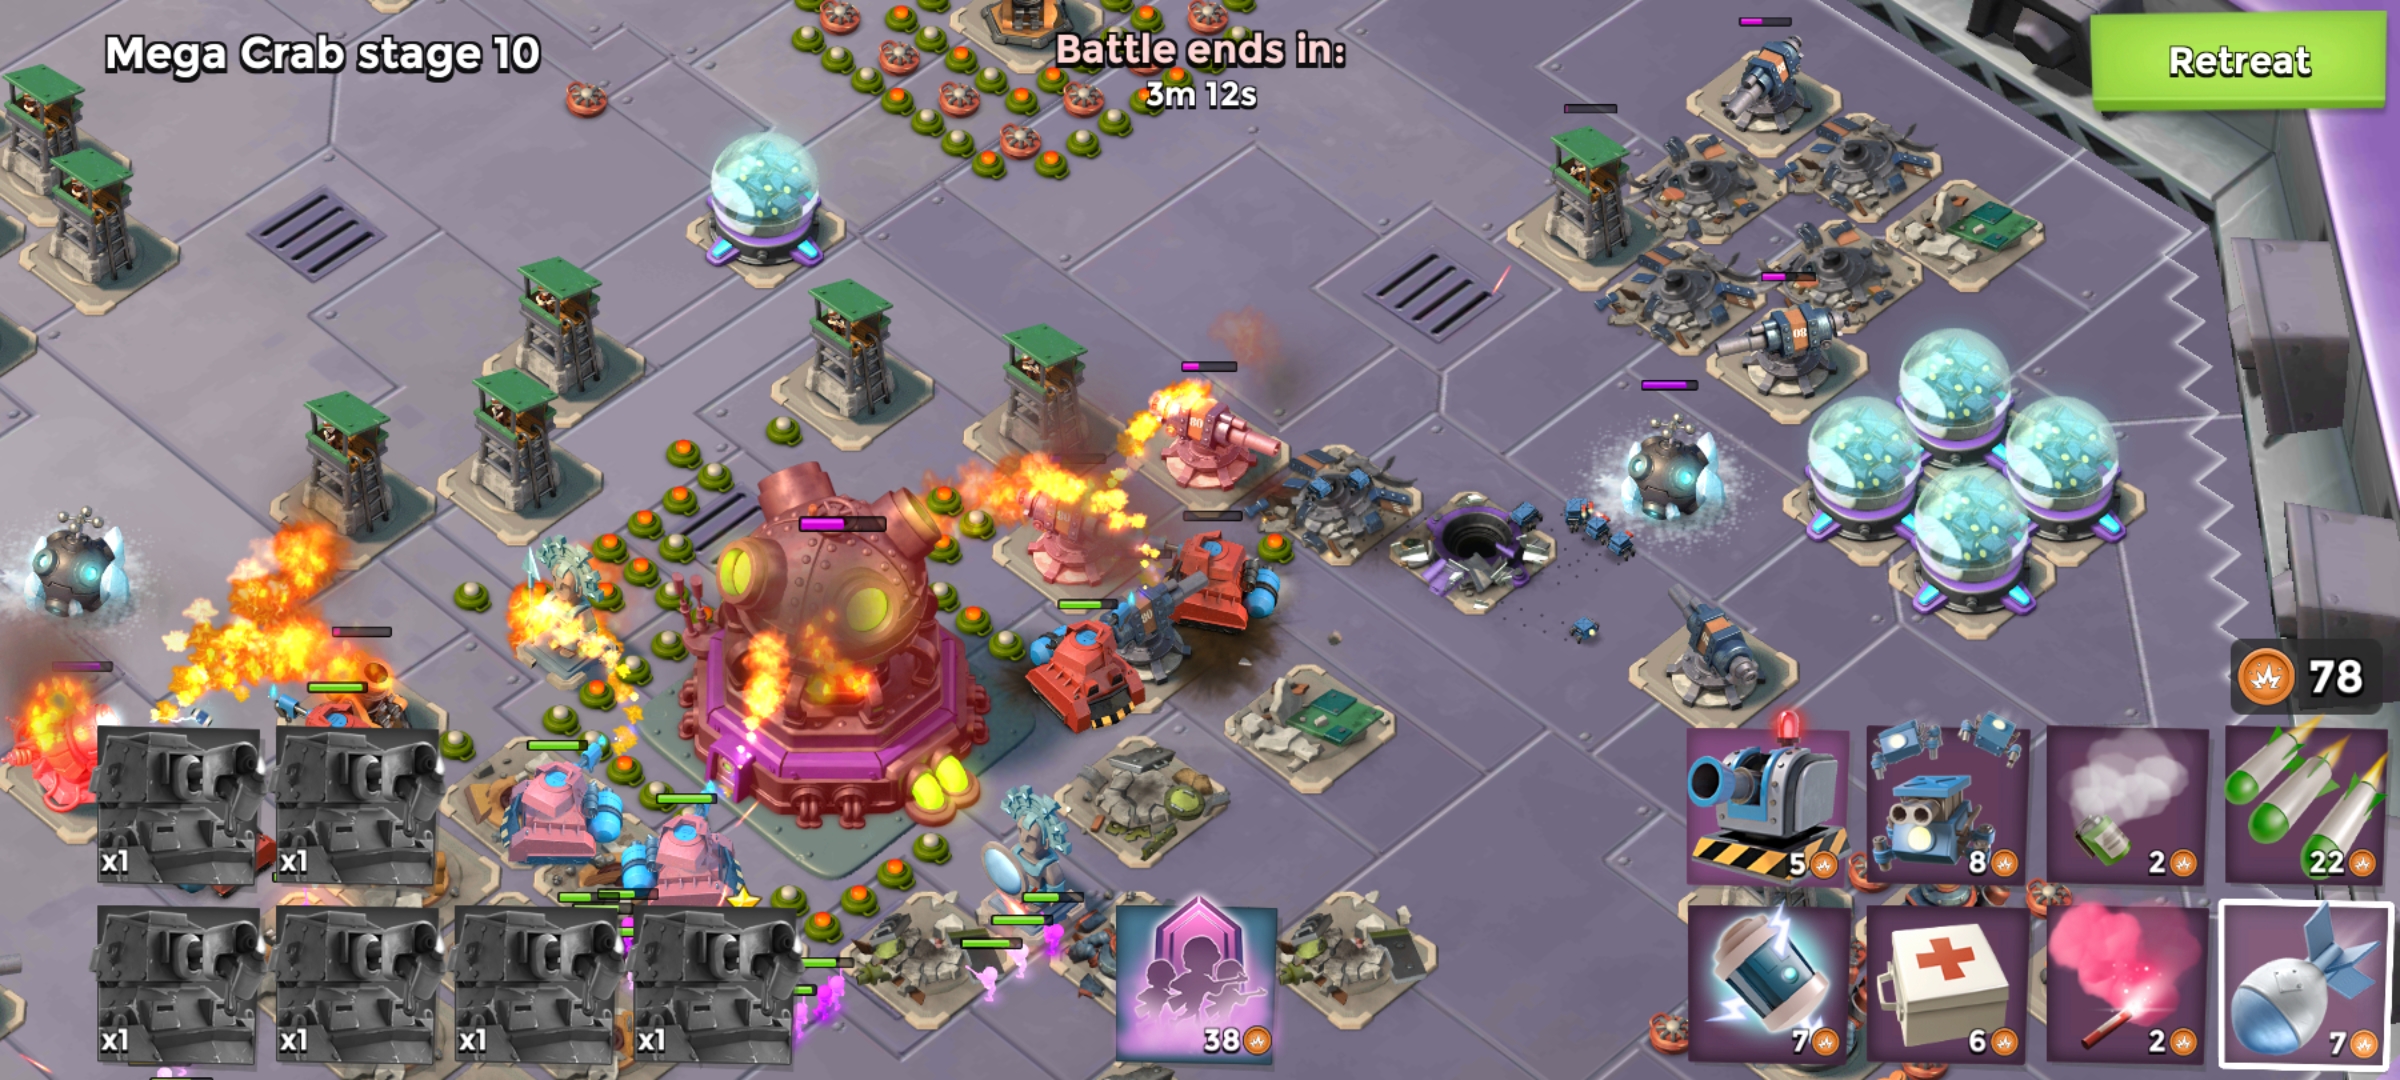 Mega Crab stage 10
Battle ends in:
3m 12s
Retreat
78
5
8
2
22
x1
x1
x1
x1
x1
x1
38
7
6
2
7